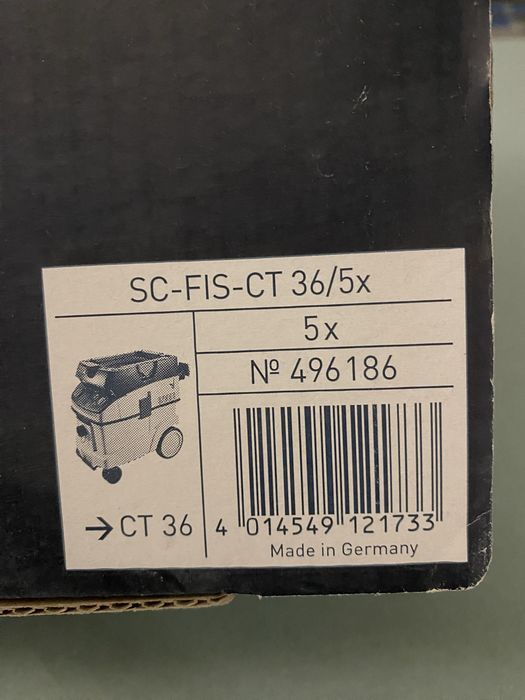 SC-FIS-CT 36/5x
5x
Nº 496186
→ CT 36
4 014549 121733
Made in Germany